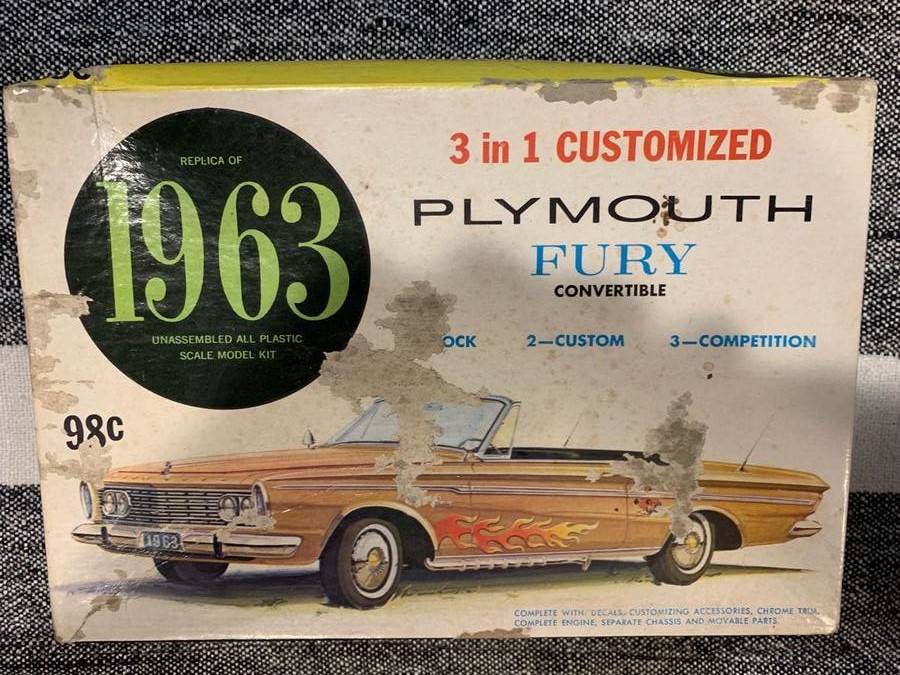 REPLICA OF
1963
UNASSEMBLED ALL PLASTIC
SCALE MODEL KIT
98c
3 in 1 CUSTOMIZED
PLYMOUTH
FURY
CONVERTIBLE
OCK 2—CUSTOM 3—COMPETITION
1963
COMPLETE WITH: DECALS, CUSTOMIZING ACCESSORIES, CHROME TRIM,
COMPLETE ENGINE, SEPARATE CHASSIS AND MOVABLE PARTS.